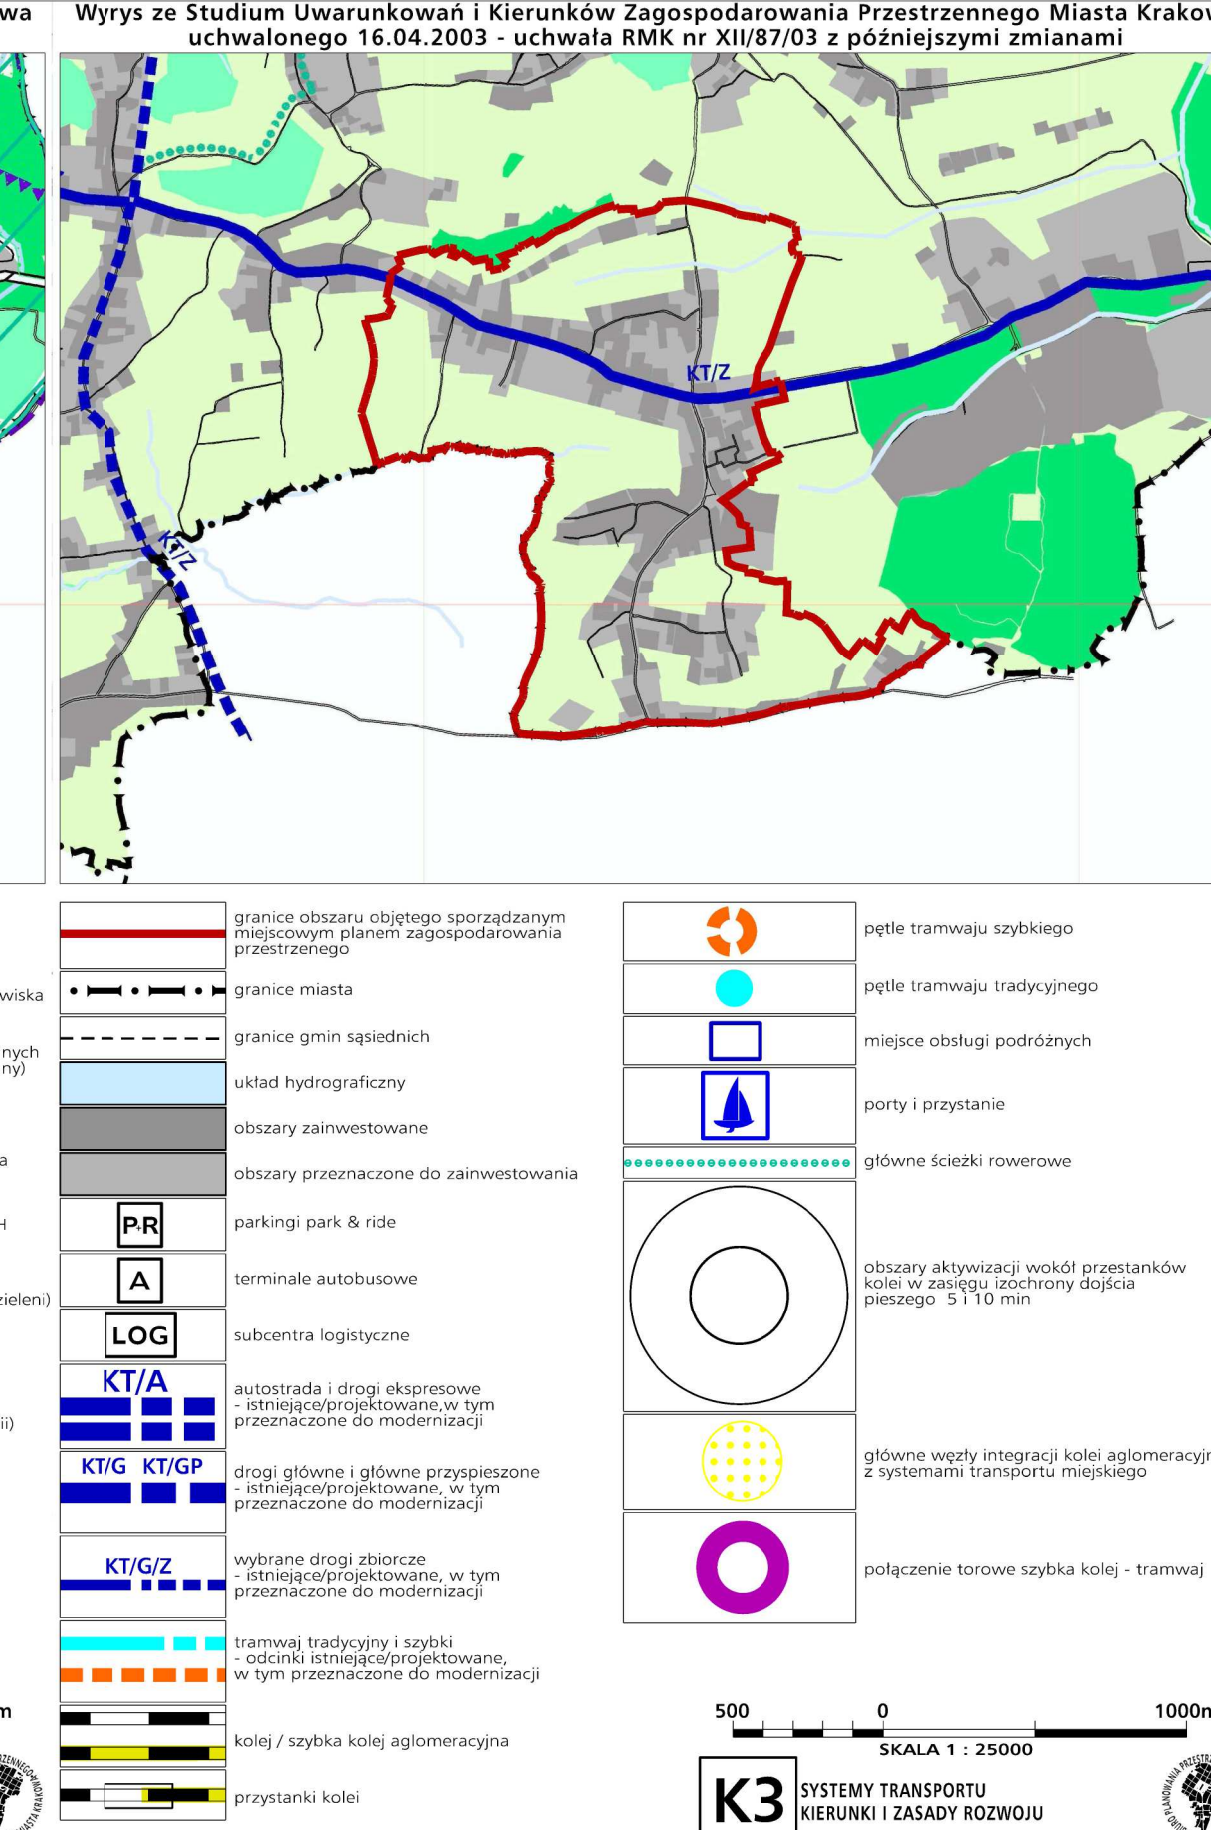 wa
Wyrys ze Studium Uwarunkowań i Kierunków Zagospodarowania Przestrzennego Miasta Krakow
uchwalonego 16.04.2003 - uchwała RMK nr XII/87/03 z późniejszymi zmianami
KT/Z
KT/Z
wiska
nych
ny)
a
H
zieleni)
ii)
m
granice obszaru objętego sporządzanym
miejscowym planem zagospodarowania
przestrzenego
granice miasta
granice gmin sąsiednich
układ hydrograficzny
obszary zainwestowane
obszary przeznaczone do zainwestowania
P+R
parkingi park & ride
A
terminale autobusowe
LOG
subcentra logistyczne
KT/A
autostrada i drogi ekspresowe
- istniejące/projektowane,w tym
przeznaczone do modernizacji
KT/G KT/GP
drogi główne i główne przyspieszone
- istniejące/projektowane, w tym
przeznaczone do modernizacji
KT/G/Z
wybrane drogi zbiorcze
- istniejące/projektowane, w tym
przeznaczone do modernizacji
tramwaj tradycyjny i szybki
- odcinki istniejące/projektowane,
w tym przeznaczone do modernizacji
kolej / szybka kolej aglomeracyjna
przystanki kolei
pętle tramwaju szybkiego
pętle tramwaju tradycyjnego
miejsce obsługi podróżnych
porty i przystanie
główne ścieżki rowerowe
obszary aktywizacji wokół przestanków
kolei w zasięgu izochrony dojścia
pieszego 5 i 10 min
główne węzły integracji kolei aglomeracyjn
z systemami transportu miejskiego
połączenie torowe szybka kolej - tramwaj
500 0 1000m
SKALA 1 : 25000
K3
SYSTEMY TRANSPORTU
KIERUNKI I ZASADY ROZWOJU